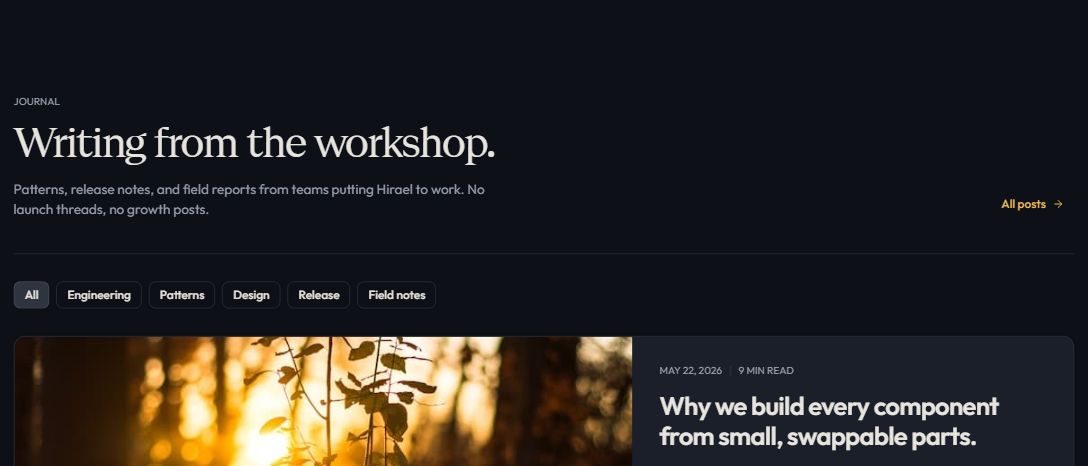 JOURNAL
Writing from the workshop.
Patterns, release notes, and field reports from teams putting Hirael to work. No
launch threads, no growth posts.
All posts →
All
Engineering
Patterns
Design
Release
Field notes
MAY 22, 2026 | 9 MIN READ
Why we build every component
from small, swappable parts.